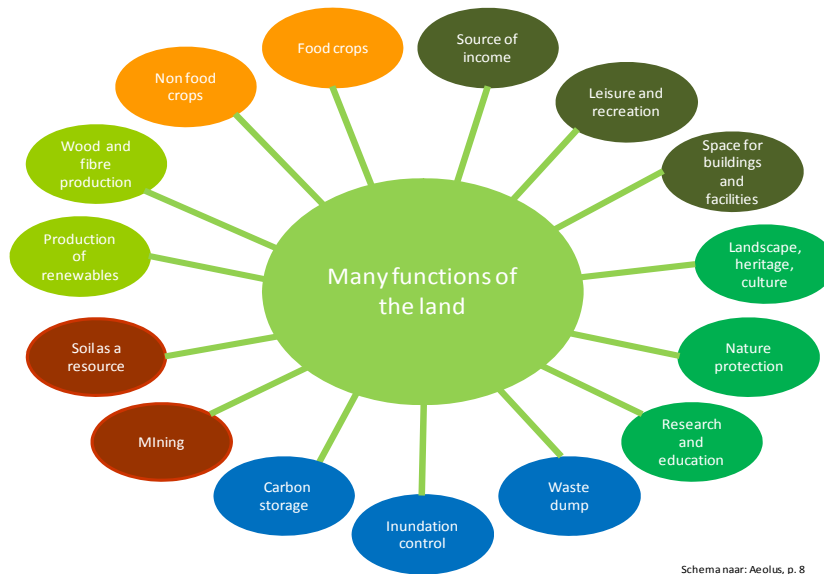 Many functions of
the land
Food crops
Source of
income
Leisure and
recreation
Space for
buildings
and
facilities
Landscape,
heritage,
culture
Nature
protection
Research
and
education
Waste
dump
Inundation
control
Carbon
storage
MIning
Soil as a
resource
Production
of
renewables
Wood and
fibre
production
Non food
crops
Schema naar: Aeolus, p. 8